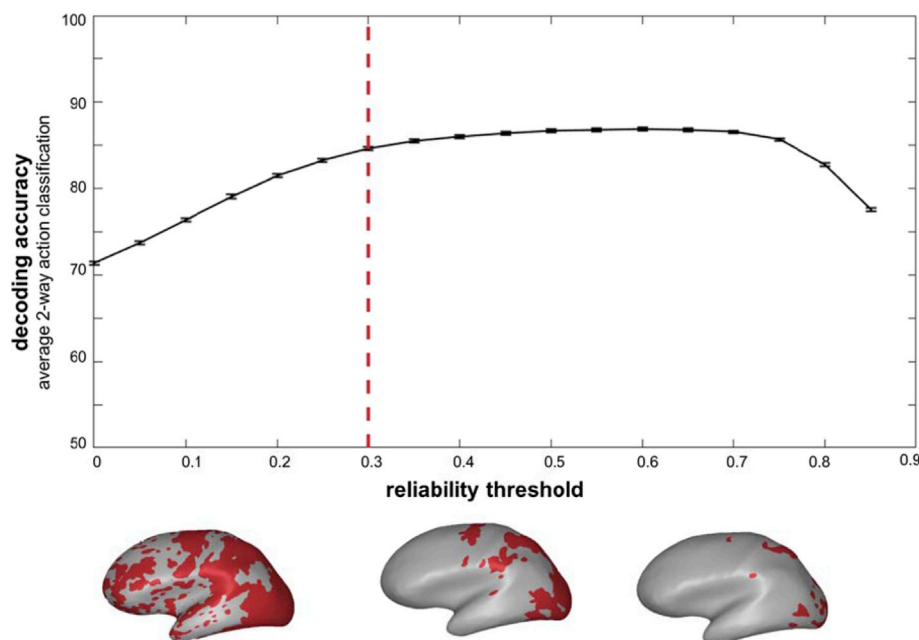 100
90
80
70
60
50
decoding accuracy
average 2-way action classification
0 0.1 0.2 0.3 0.4 0.5 0.6 0.7 0.8 0.9
reliability threshold